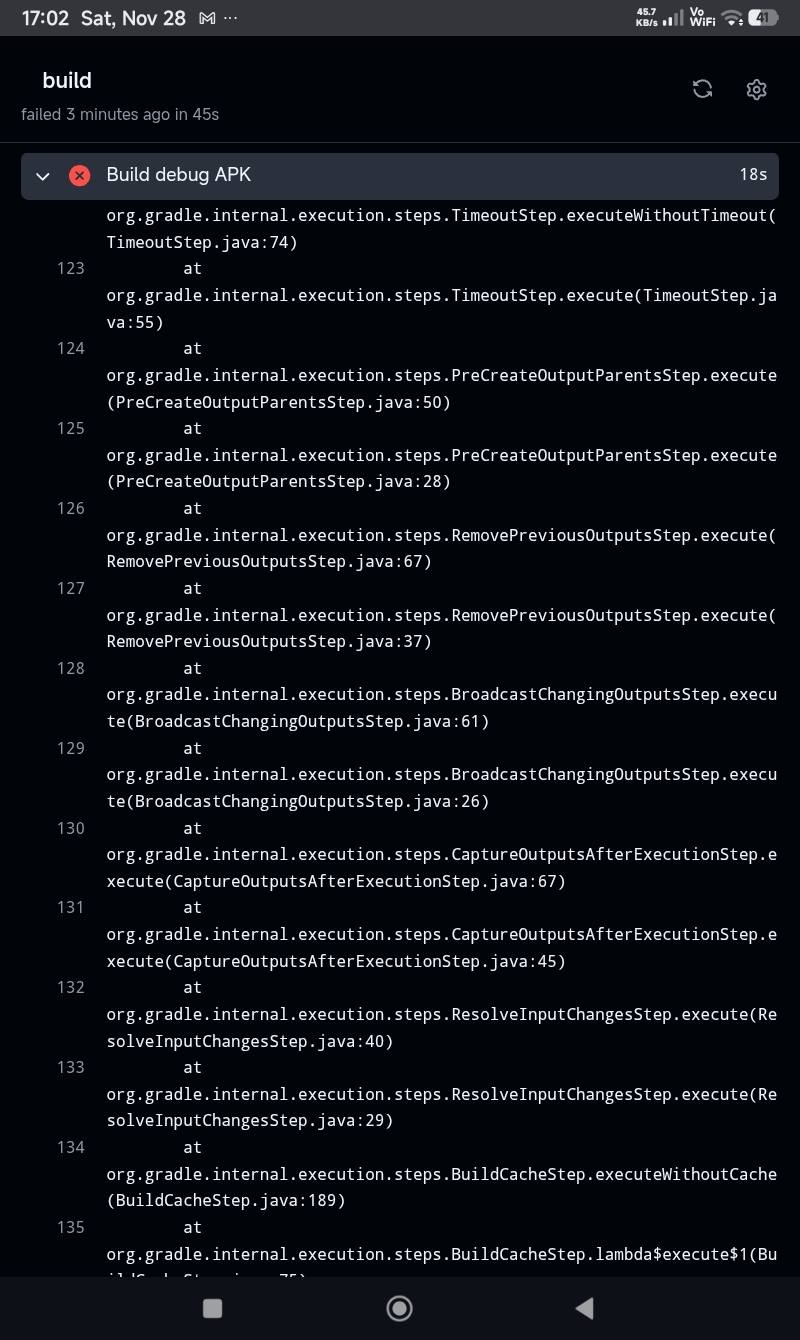 17:02 Sat, Nov 28 ···
45.7 KB/s Vo WiFi 41
build
failed 3 minutes ago in 45s
Build debug APK 18s
org.gradle.internal.execution.steps.TimeoutStep.executeWithoutTimeout(
TimeoutStep.java:74)
123 at
org.gradle.internal.execution.steps.TimeoutStep.execute(TimeoutStep.ja
va:55)
124 at
org.gradle.internal.execution.steps.PreCreateOutputParentsStep.execute
(PreCreateOutputParentsStep.java:50)
125 at
org.gradle.internal.execution.steps.PreCreateOutputParentsStep.execute
(PreCreateOutputParentsStep.java:28)
126 at
org.gradle.internal.execution.steps.RemovePreviousOutputsStep.execute(
RemovePreviousOutputsStep.java:67)
127 at
org.gradle.internal.execution.steps.RemovePreviousOutputsStep.execute(
RemovePreviousOutputsStep.java:37)
128 at
org.gradle.internal.execution.steps.BroadcastChangingOutputsStep.execu
te(BroadcastChangingOutputsStep.java:61)
129 at
org.gradle.internal.execution.steps.BroadcastChangingOutputsStep.execu
te(BroadcastChangingOutputsStep.java:26)
130 at
org.gradle.internal.execution.steps.CaptureOutputsAfterExecutionStep.e
xecute(CaptureOutputsAfterExecutionStep.java:67)
131 at
org.gradle.internal.execution.steps.CaptureOutputsAfterExecutionStep.e
xecute(CaptureOutputsAfterExecutionStep.java:45)
132 at
org.gradle.internal.execution.steps.ResolveInputChangesStep.execute(Re
solveInputChangesStep.java:40)
133 at
org.gradle.internal.execution.steps.ResolveInputChangesStep.execute(Re
solveInputChangesStep.java:29)
134 at
org.gradle.internal.execution.steps.BuildCacheStep.executeWithoutCache
(BuildCacheStep.java:189)
135 at
org.gradle.internal.execution.steps.BuildCacheStep.lambda$execute$1(Bu